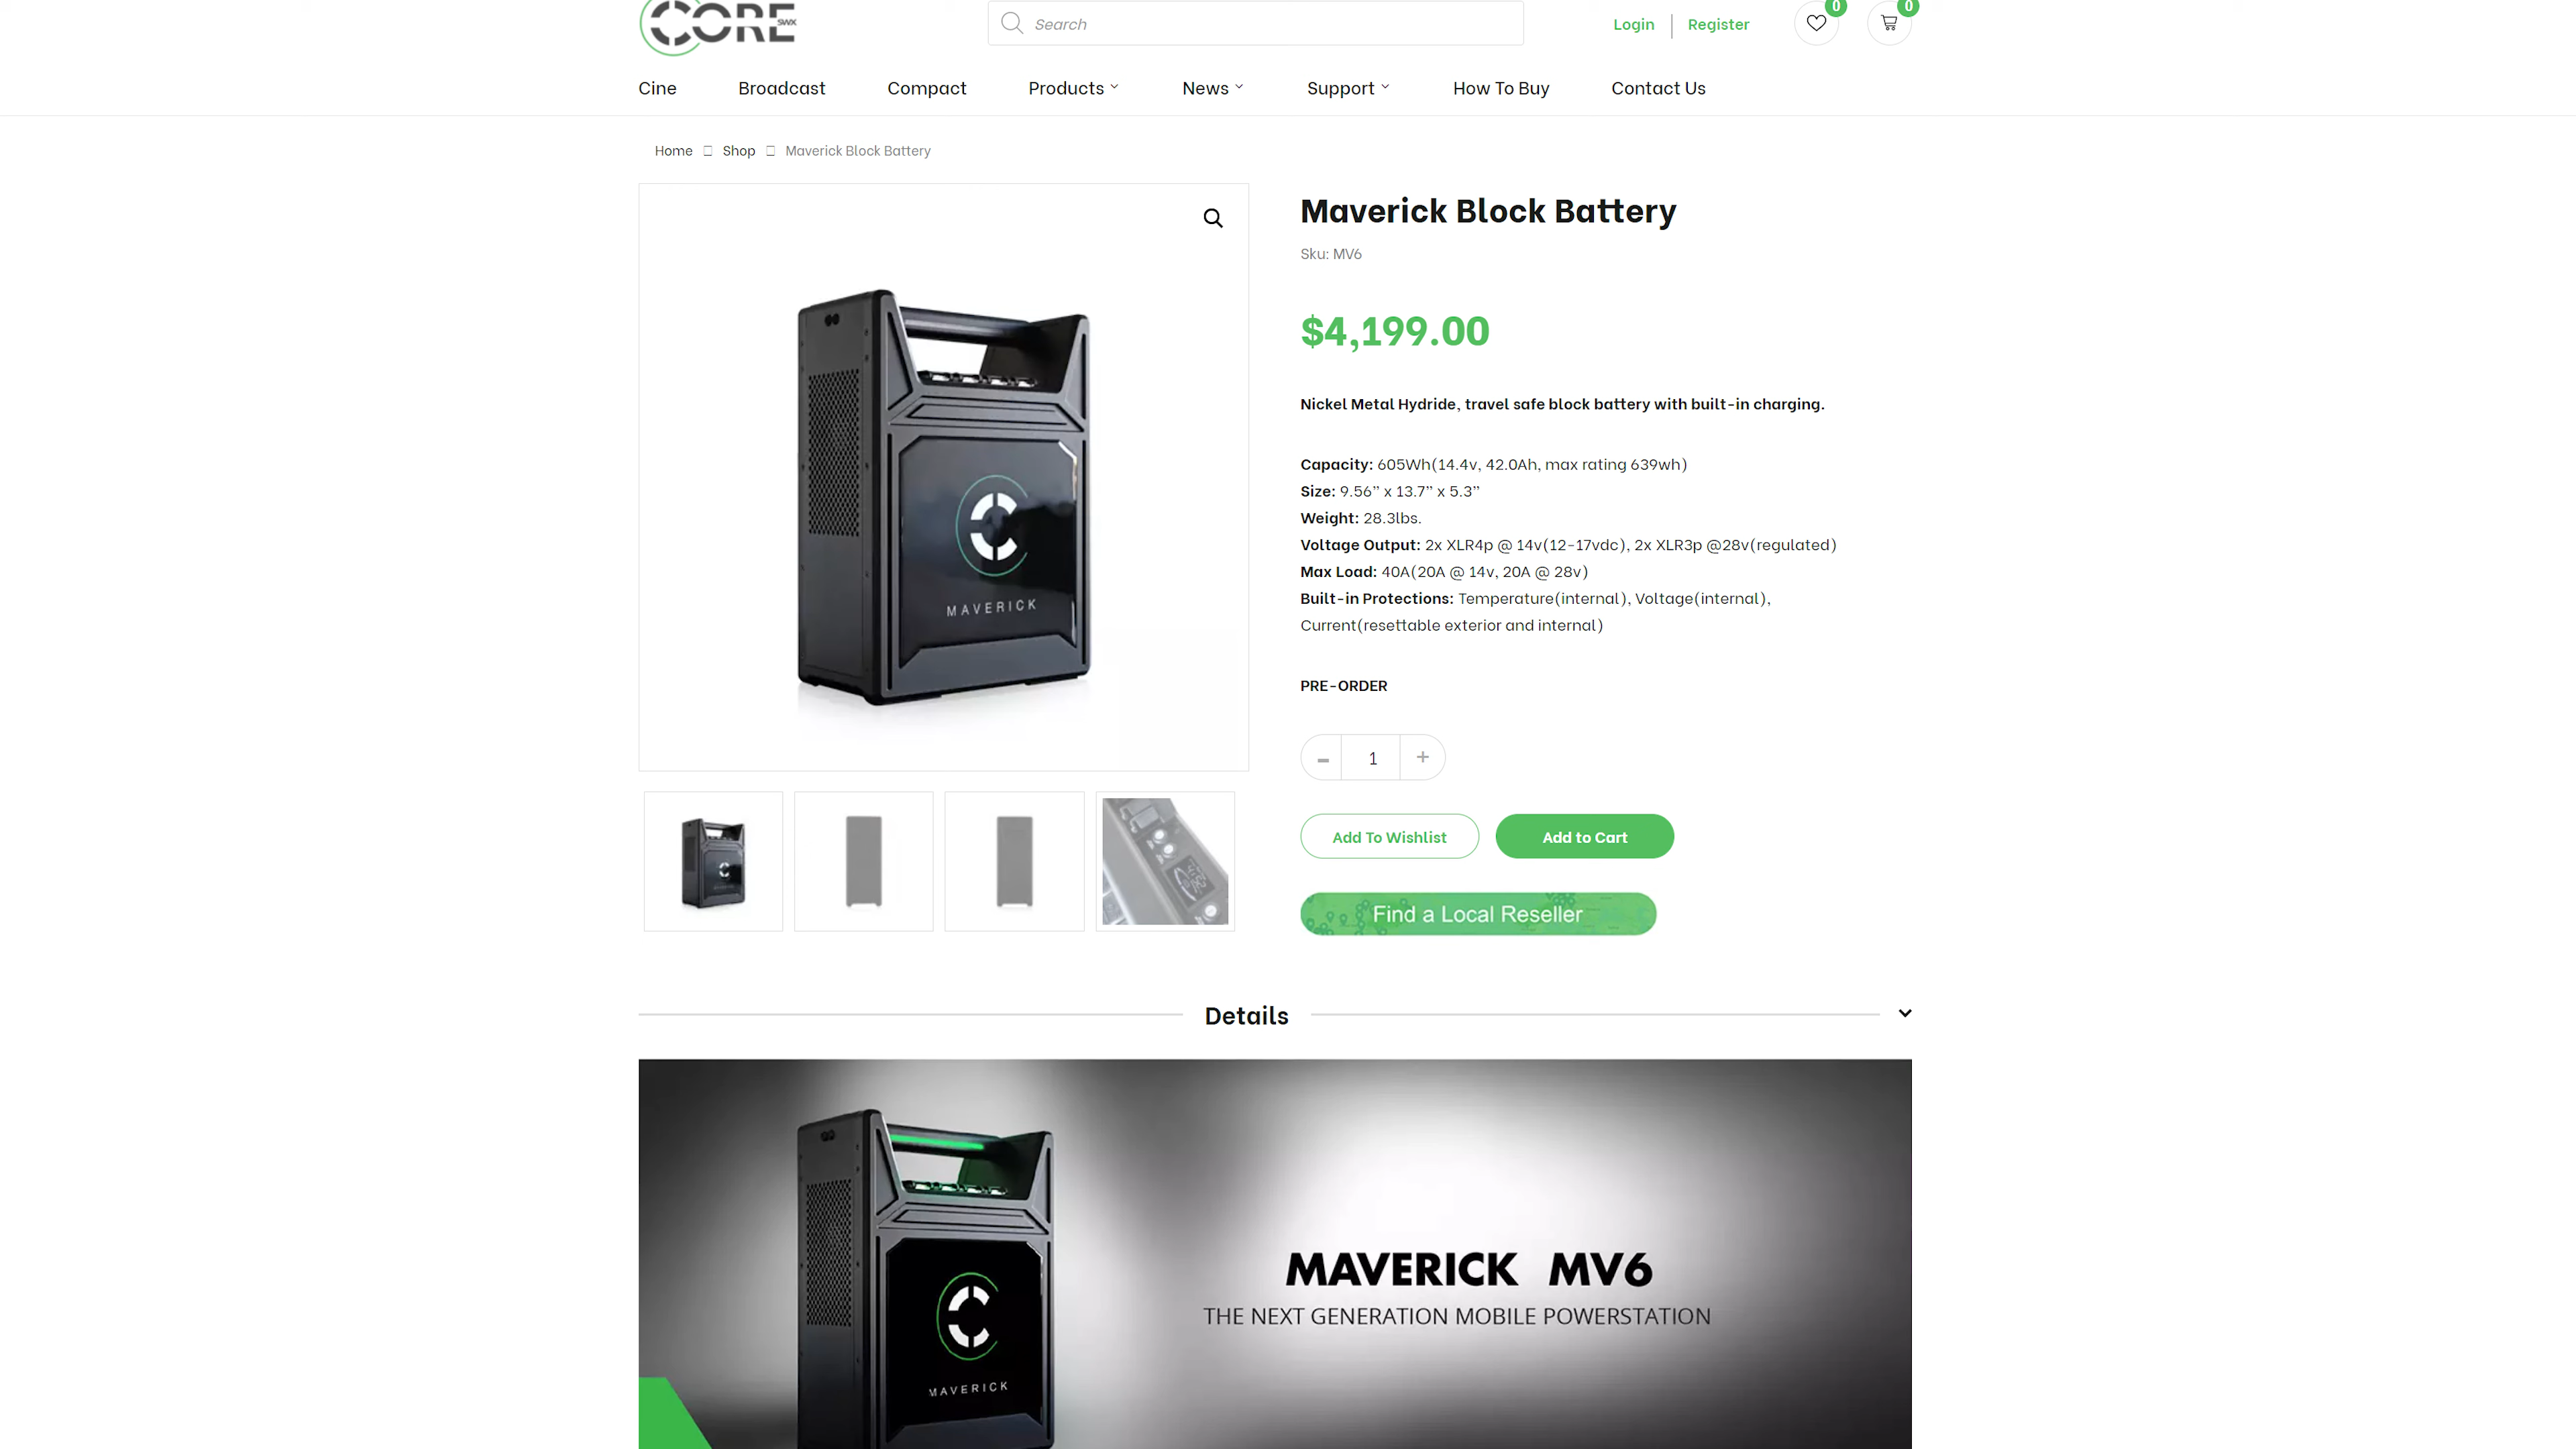 CORE SWX
Search
Login
Register
0
0
Cine
Broadcast
Compact
Products
News
Support
How To Buy
Contact Us
Home
Shop
Maverick Block Battery
Maverick Block Battery
Sku: MV6
$4,199.00
Nickel Metal Hydride, travel safe block battery with built-in charging.
Capacity: 605Wh(14.4v, 42.0Ah, max rating 639wh)
Size: 9.56” x 13.7” x 5.3”
Weight: 28.3lbs.
Voltage Output: 2x XLR4p @ 14v(12-17vdc), 2x XLR3p @28v(regulated)
Max Load: 40A(20A @ 14v, 20A @ 28v)
Built-in Protections: Temperature(internal), Voltage(internal),
Current(resettable exterior and internal)
MAVERICK
PRE-ORDER
- 1 +
Add To Wishlist
Add to Cart
Find a Local Reseller
Details
MAVERICK MV6
THE NEXT GENERATION MOBILE POWERSTATION
MAVERICK